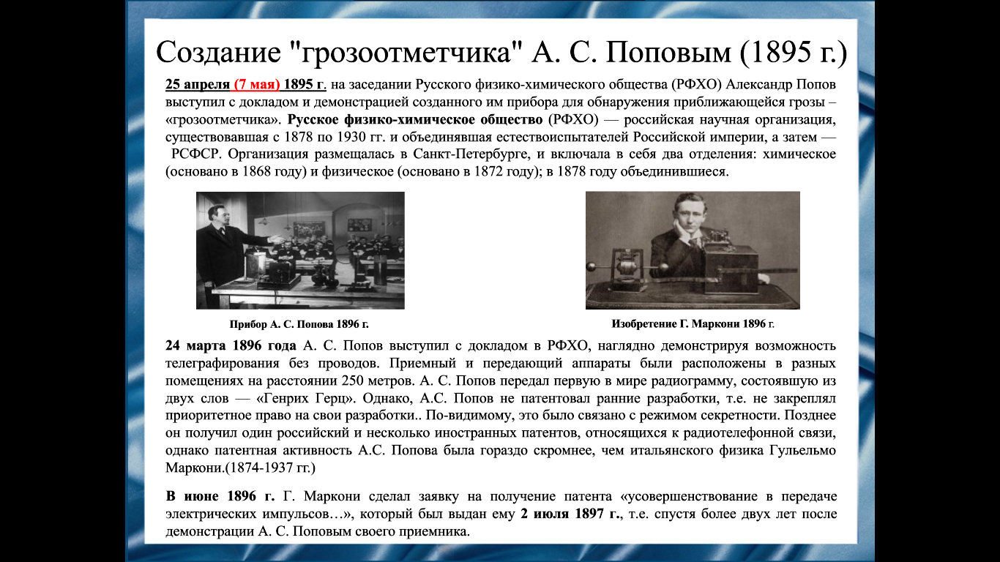 Создание "грозоотметчика" А. С. Поповым (1895 г.)
25 апреля (7 мая) 1895 г. на заседании Русского физико-химического общества (РФХО) Александр Попов
выступил с докладом и демонстрацией созданного им прибора для обнаружения приближающейся грозы –
«грозоотметчика». Русское физико-химическое общество (РФХО) — российская научная организация,
существовавшая с 1878 по 1930 гг. и объединявшая естествоиспытателей Российской империи, а затем —
РСФСР. Организация размещалась в Санкт-Петербурге, и включала в себя два отделения: химическое
(основано в 1868 году) и физическое (основано в 1872 году); в 1878 году объединившиеся.
Прибор А. С. Попова 1896 г.
Изобретение Г. Маркони 1896 г.
24 марта 1896 года А. С. Попов выступил с докладом в РФХО, наглядно демонстрируя возможность
телеграфирования без проводов. Приемный и передающий аппараты были расположены в разных
помещениях на расстоянии 250 метров. А. С. Попов передал первую в мире радиограмму, состоявшую из
двух слов — «Генрих Герц». Однако, А.С. Попов не патентовал ранние разработки, т.е. не закреплял
приоритетное право на свои разработки.. По-видимому, это было связано с режимом секретности. Позднее
он получил один российский и несколько иностранных патентов, относящихся к радиотелефонной связи,
однако патентная активность А.С. Попова была гораздо скромнее, чем итальянского физика Гульельмо
Маркони.(1874-1937 гг.)
В июне 1896 г. Г. Маркони сделал заявку на получение патента «усовершенствование в передаче
электрических импульсов…», который был выдан ему 2 июля 1897 г., т.е. спустя более двух лет после
демонстрации А. С. Поповым своего приемника.